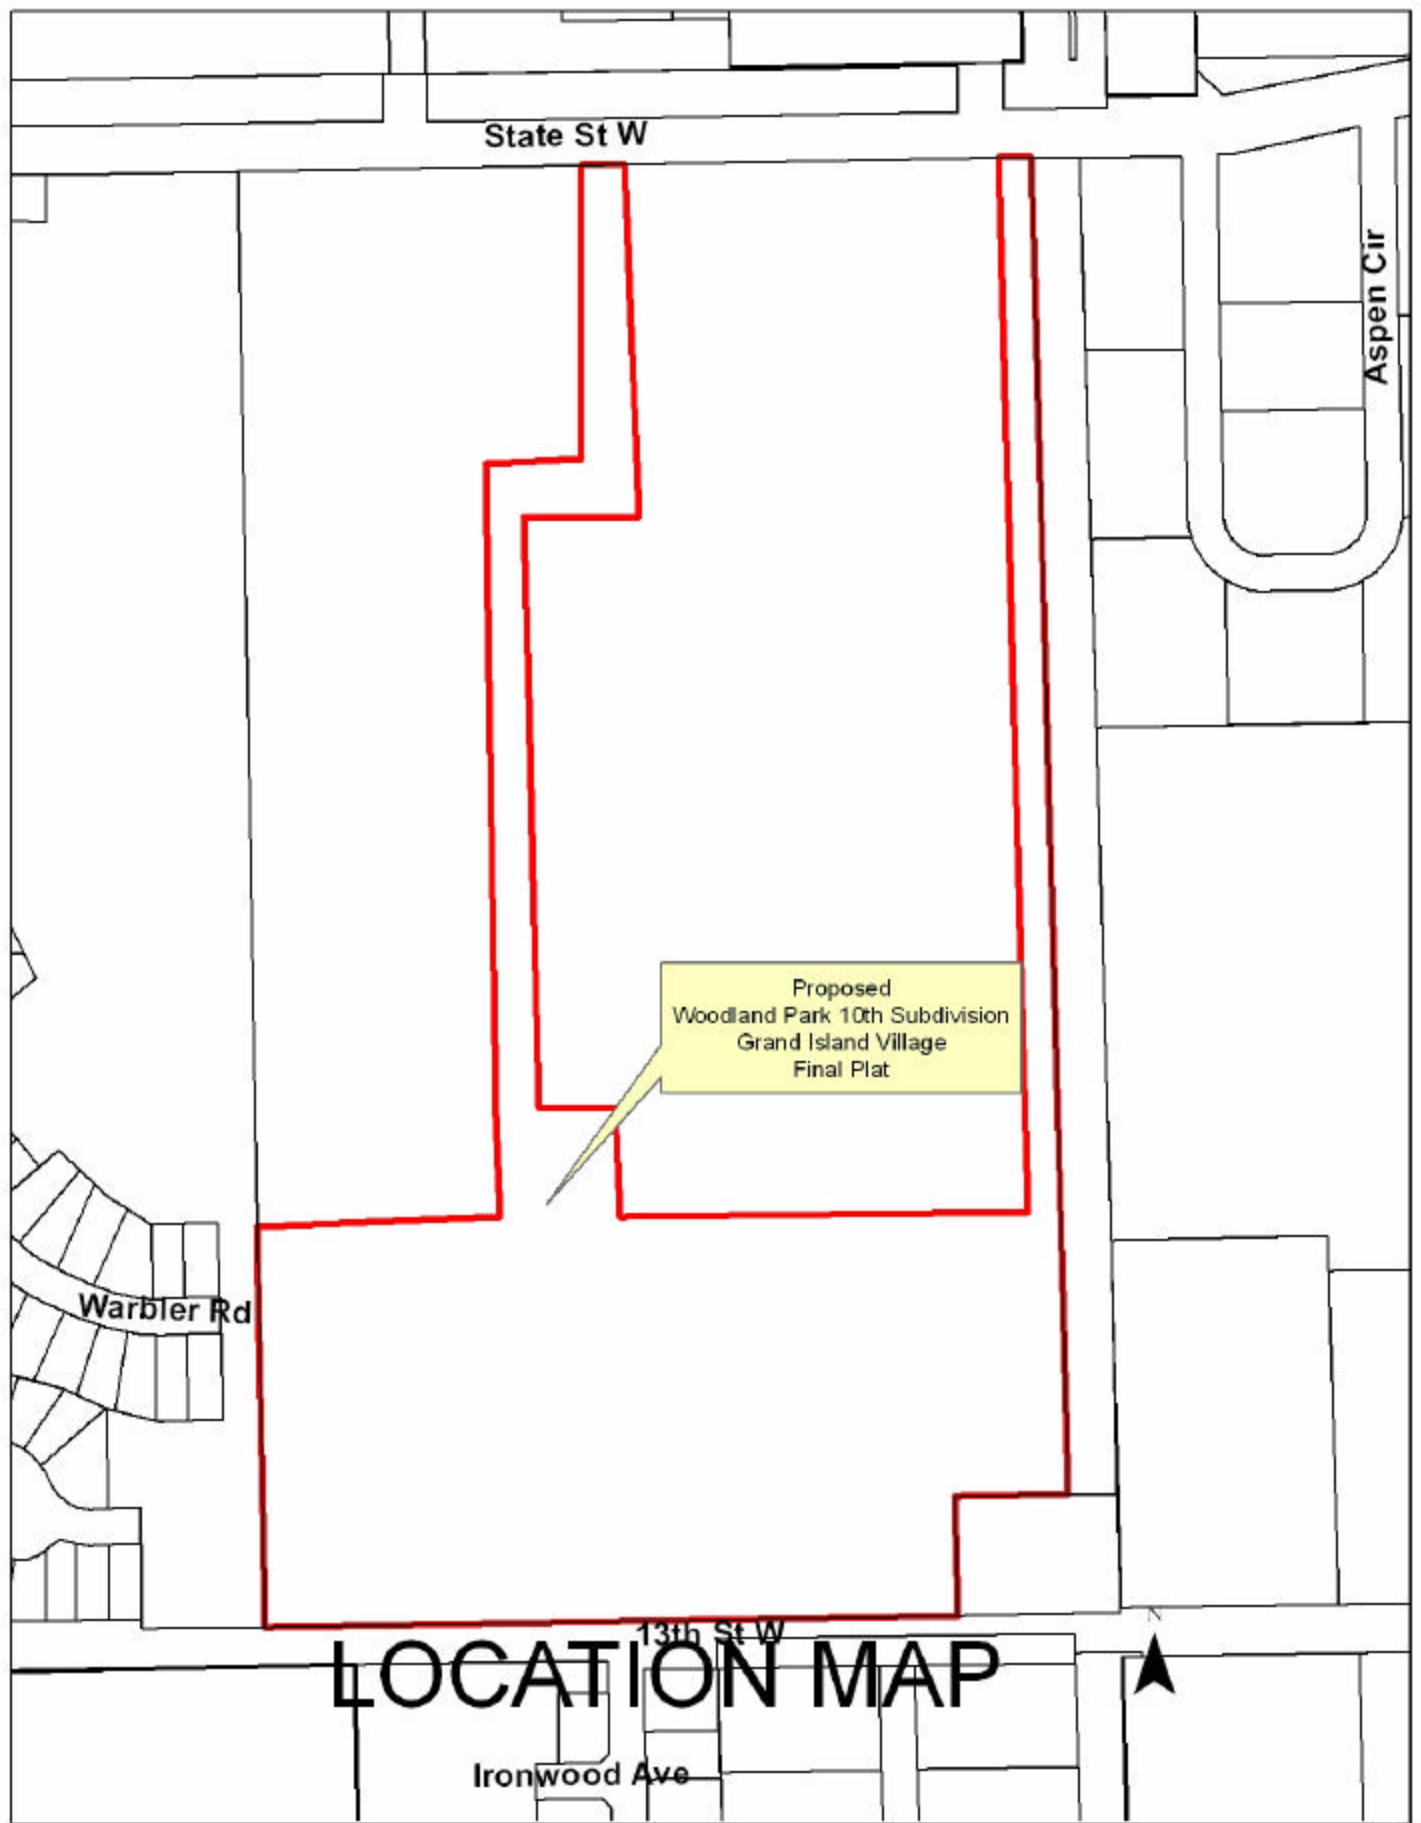 State St W
Aspen Cir
Proposed
Woodland Park 10th Subdivision
Grand Island Village
Final Plat
Warbler Rd
13th St W
N
LOCATION MAP
Ironwood Ave